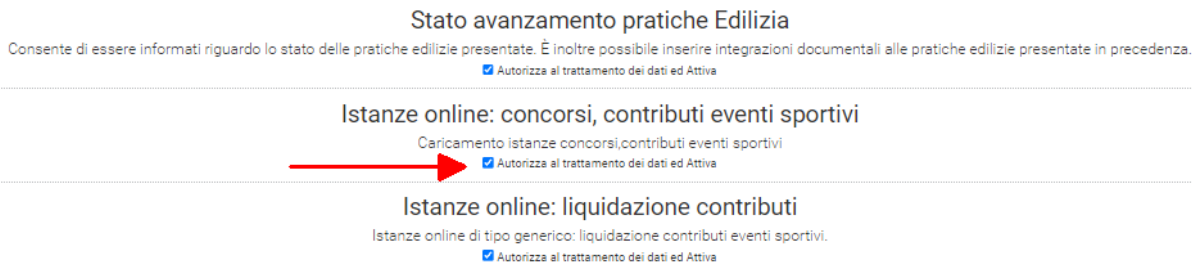 Stato avanzamento pratiche Edilizia
Consente di essere informati riguardo lo stato delle pratiche edilizie presentate. È inoltre possibile inserire integrazioni documentali alle pratiche edilizie presentate in precedenza.
Autorizza al trattamento dei dati ed Attiva
Istanze online: concorsi, contributi eventi sportivi
Caricamento istanze concorsi,contributi eventi sportivi
Autorizza al trattamento dei dati ed Attiva
Istanze online: liquidazione contributi
Istanze online di tipo generico: liquidazione contributi eventi sportivi.
Autorizza al trattamento dei dati ed Attiva